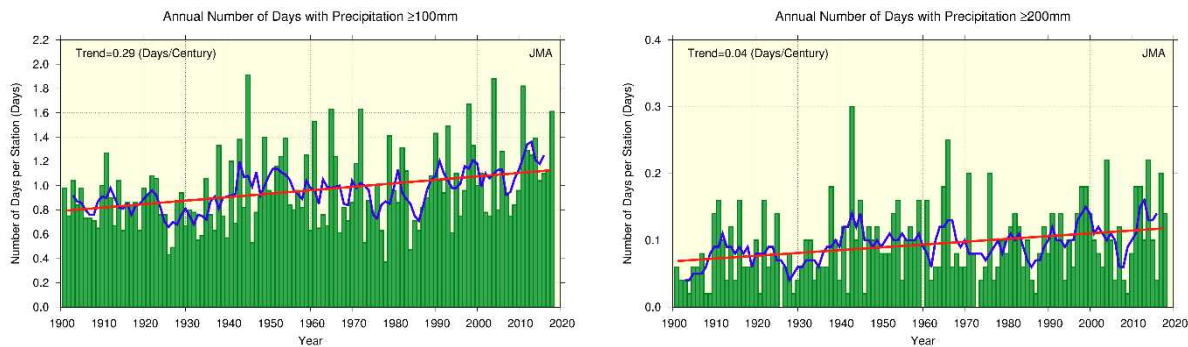 Annual Number of Days with Precipitation ≥100mm
Trend=0.29 (Days/Century)
JMA
Number of Days per Station (Days)
2.2
2.0
1.8
1.6
1.4
1.2
1.0
0.8
0.6
0.4
0.2
0.0
1900 1910 1920 1930 1940 1950 1960 1970 1980 1990 2000 2010 2020
Year
Annual Number of Days with Precipitation ≥200mm
Trend=0.04 (Days/Century)
JMA
Number of Days per Station (Days)
0.4
0.3
0.2
0.1
0.0
1900 1910 1920 1930 1940 1950 1960 1970 1980 1990 2000 2010 2020
Year